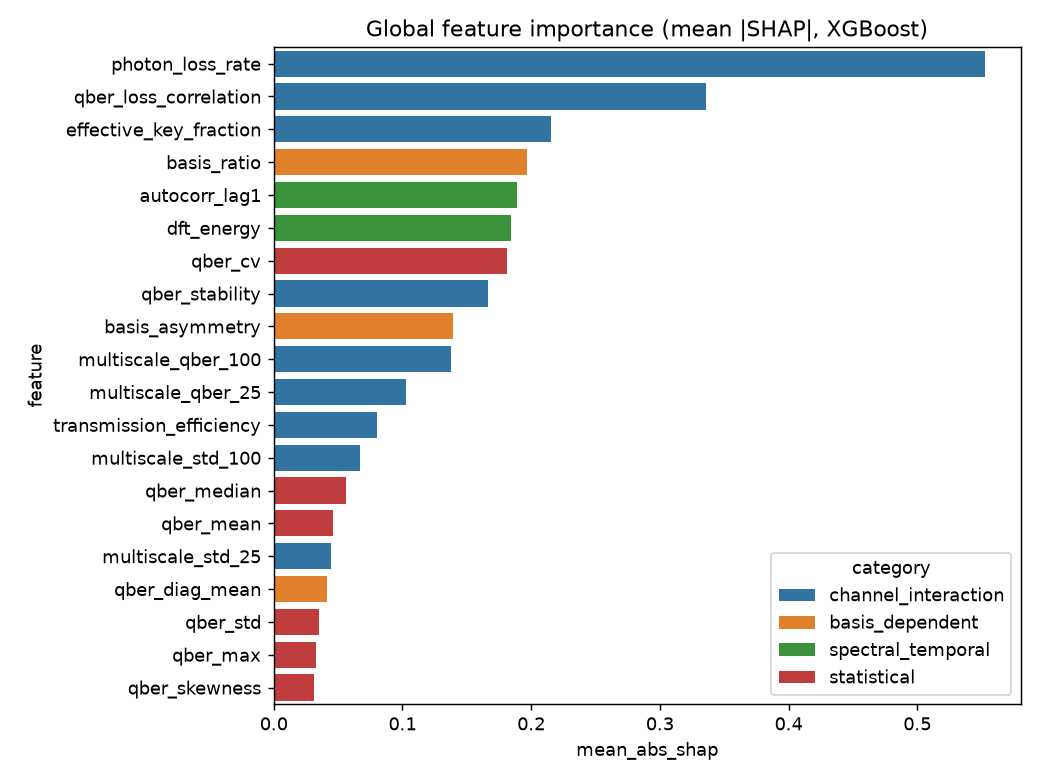 Global feature importance (mean |SHAP|, XGBoost)
photon_loss_rate
qber_loss_correlation
effective_key_fraction
basis_ratio
autocorr_lag1
dft_energy
qber_cv
qber_stability
basis_asymmetry
multiscale_qber_100
multiscale_qber_25
transmission_efficiency
multiscale_std_100
qber_median
qber_mean
multiscale_std_25
qber_diag_mean
qber_std
qber_max
qber_skewness
feature
category
channel_interaction
basis_dependent
spectral_temporal
statistical
0.0 0.1 0.2 0.3 0.4 0.5
mean_abs_shap